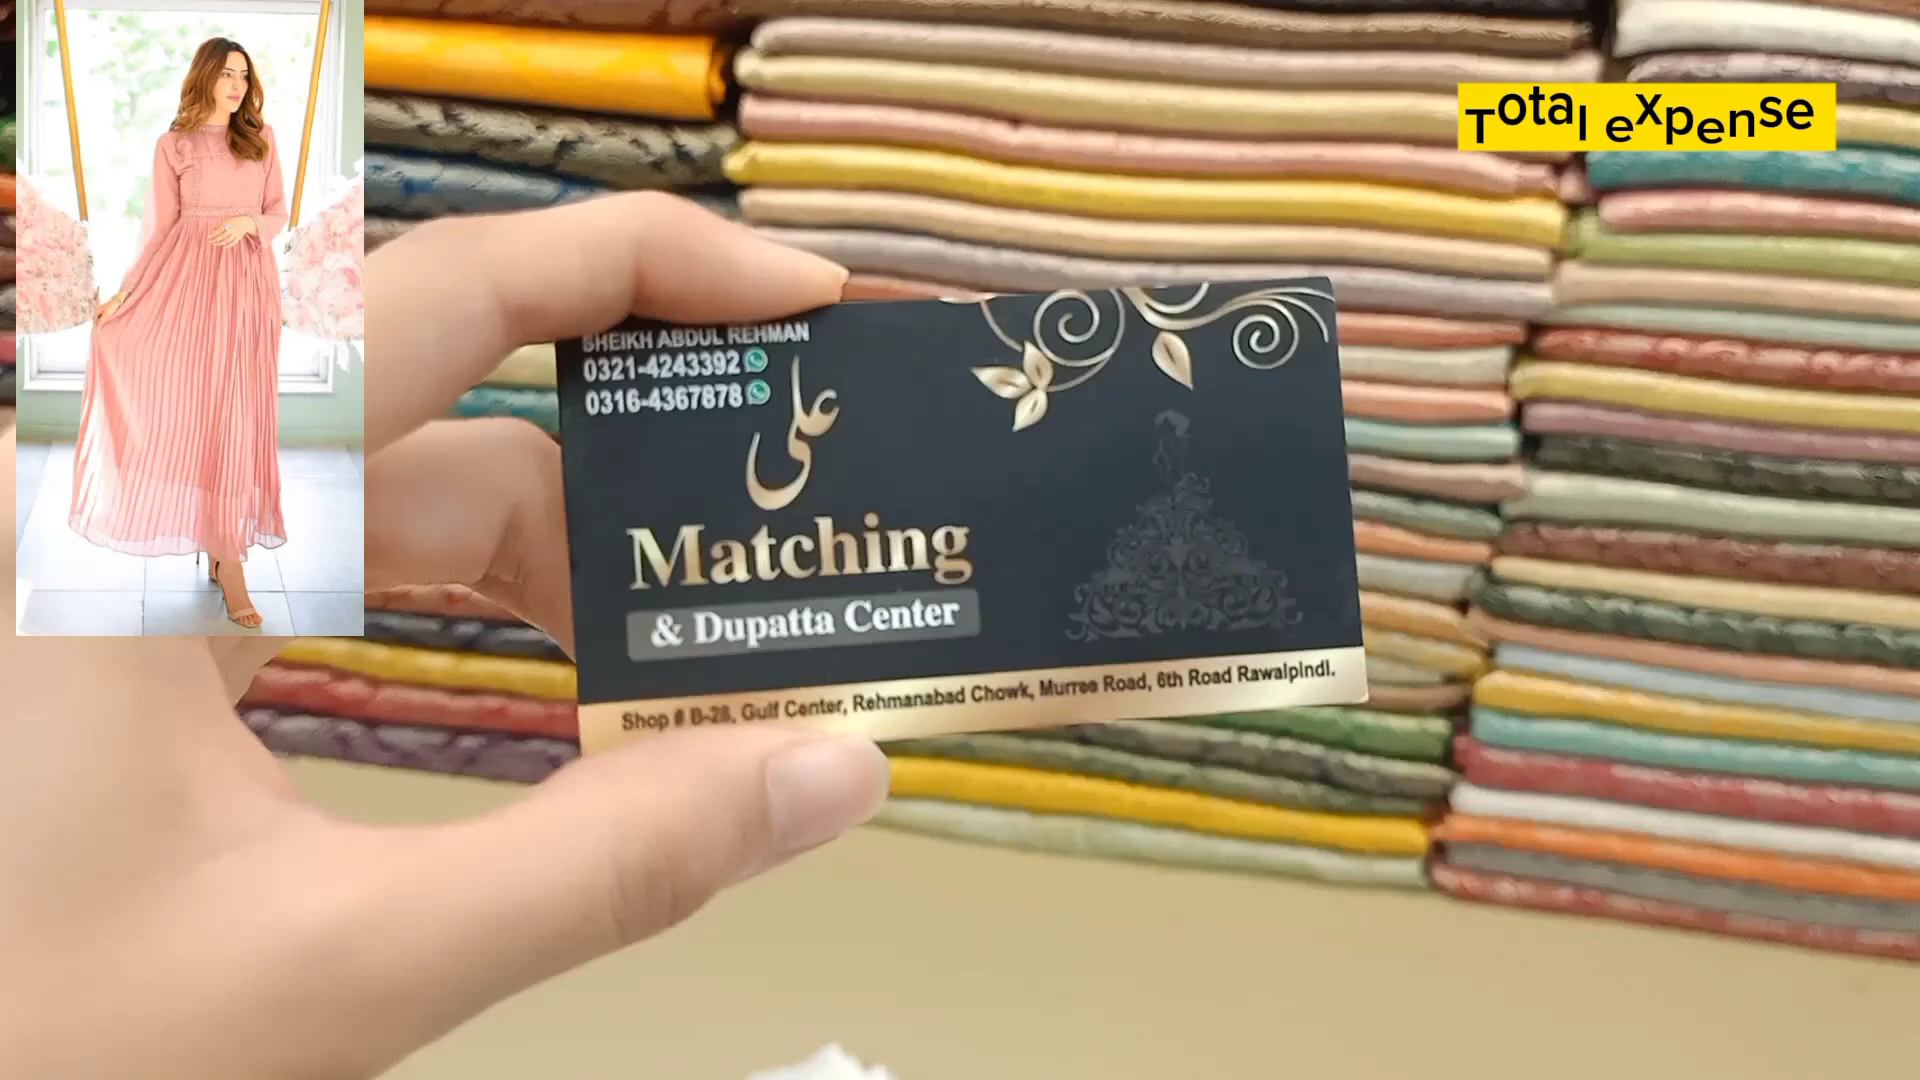 Total expense
SHEIKH ABDUL REHMAN
0321-4243392
0316-4367878
علی
Matching
& Dupatta Center
Shop # B-28, Gulf Center, Rehmanabad Chowk, Murree Road, 6th Road Rawalpindi.